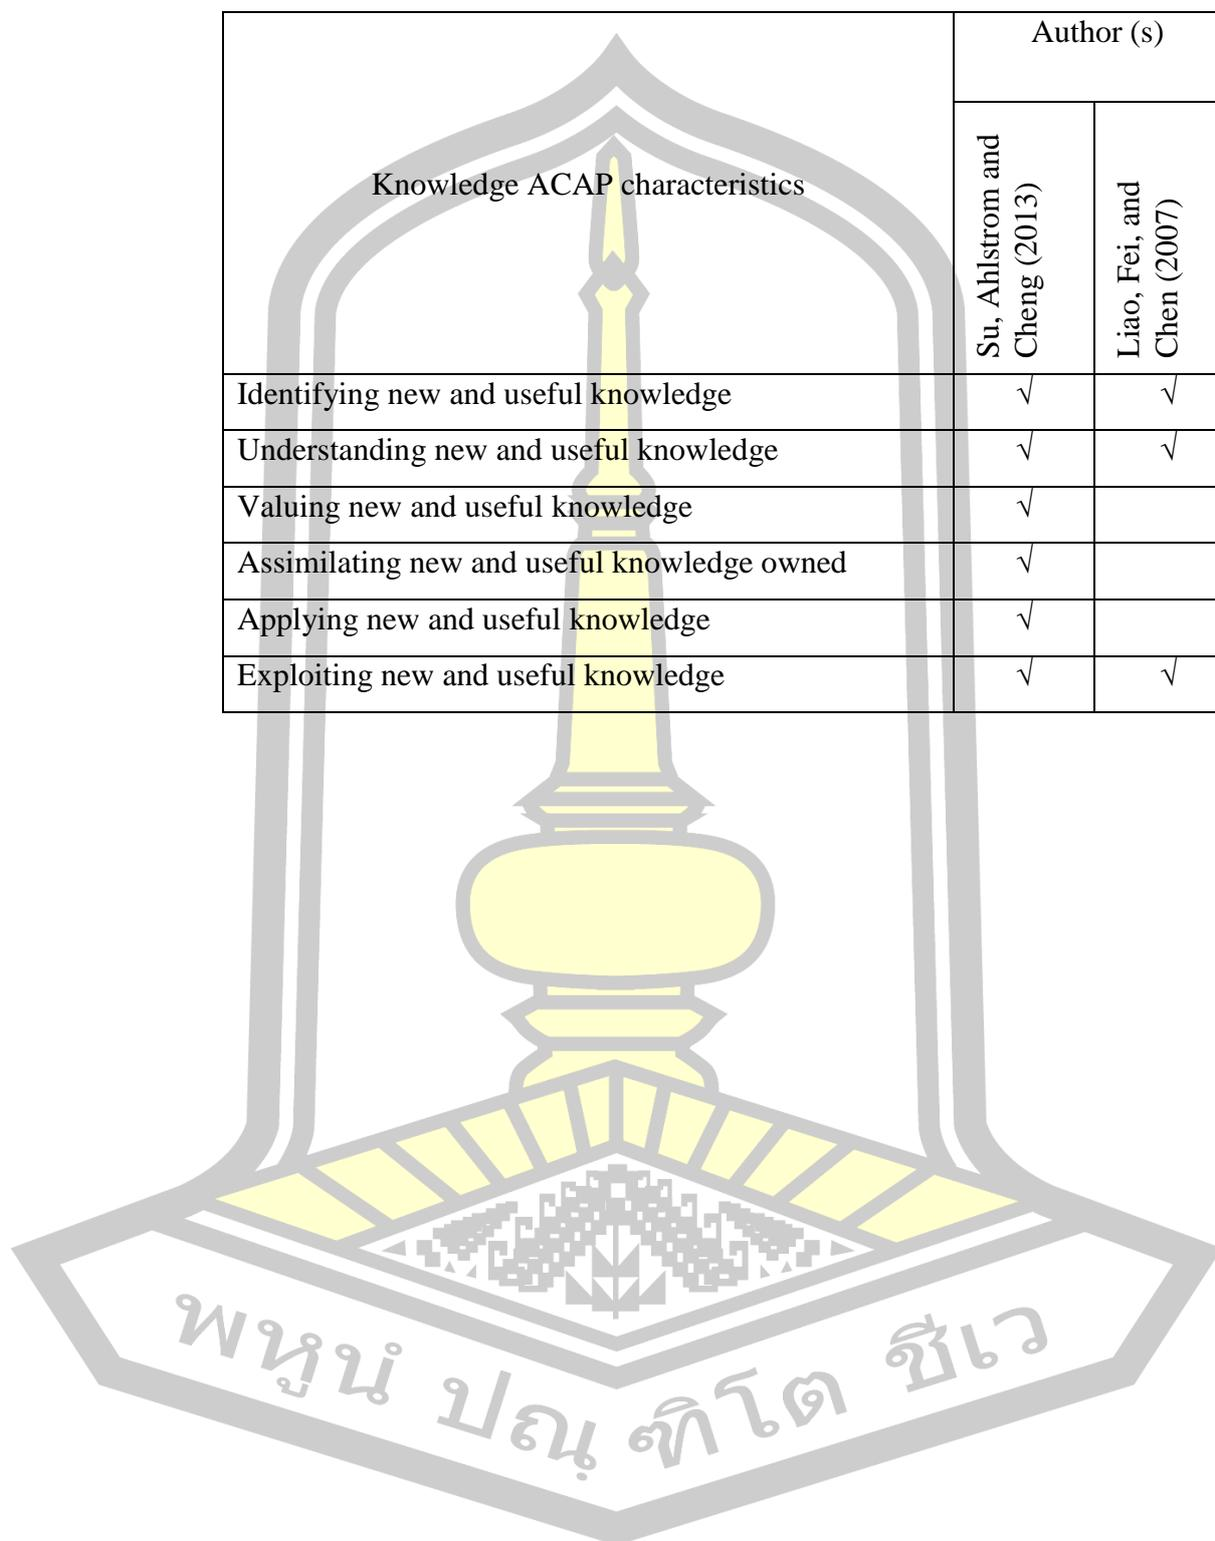 Author (s)
Knowledge ACAP characteristics
Su, Ahlstrom and
Cheng (2013)
Liao, Fei, and
Chen (2007)
Identifying new and useful knowledge √ √
Understanding new and useful knowledge √ √
Valuing new and useful knowledge √
Assimilating new and useful knowledge owned √
Applying new and useful knowledge √
Exploiting new and useful knowledge √ √
พหูนํ ปณฺฑิโต ชีเว